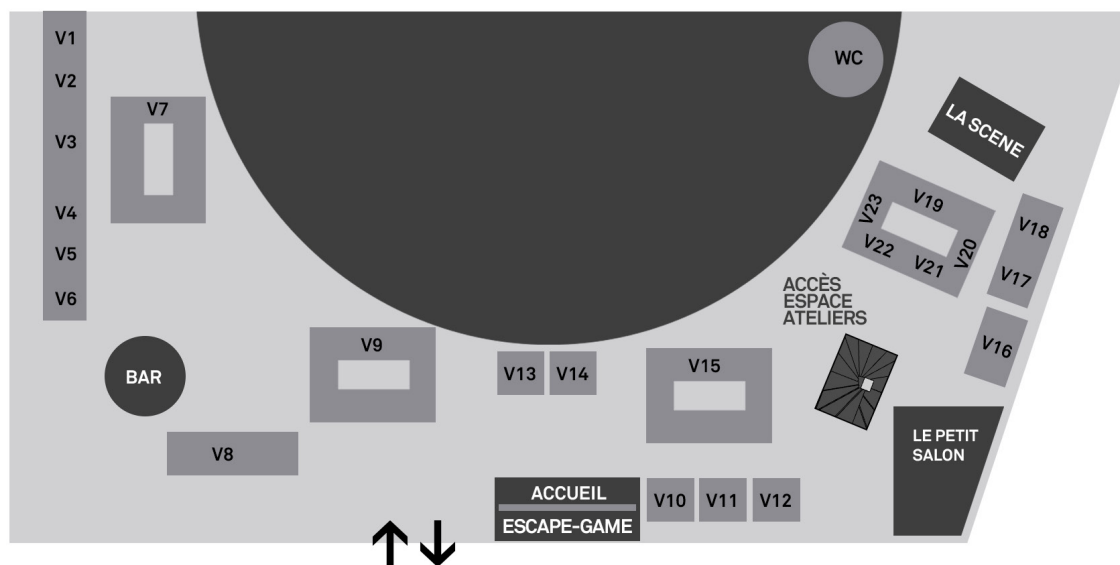 V1
V2
V3
V4
V5
V6
V7
BAR
V8
V9
V13
V14
V15
ACCUEIL
ESCAPE-GAME
V10
V11
V12
WC
LA SCENE
V23
V19
V22
V21
V20
V18
V17
V16
ACCÈS
ESPACE
ATELIERS
LE PETIT
SALON